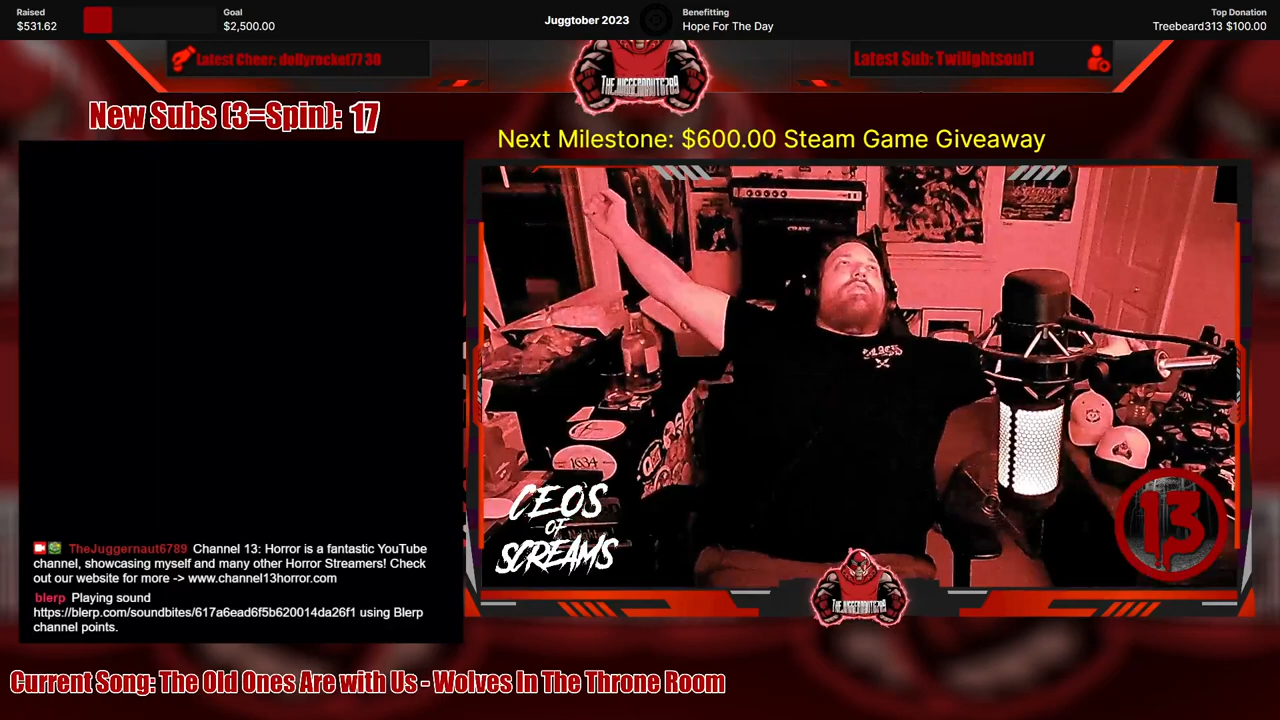 Raised
$531.62
Goal
$2,500.00
Juggtober 2023
Benefitting
Hope For The Day
Top Donation
Treebeard313 $100.00
Latest Cheer: dollyrocket77 30
THEJUGGERNAUT6789
Latest Sub: Twilightsoul1
New Subs (3=Spin): 17
Next Milestone: $600.00 Steam Game Giveaway
CRATE
1634
CEOS
OF
SCREAMS
13
TheJuggernaut6789 Channel 13: Horror is a fantastic YouTube
channel, showcasing myself and many other Horror Streamers! Check
out our website for more -> www.channel13horror.com
blerp Playing sound
https://blerp.com/soundbites/617a6ead6f5b620014da26f1 using Blerp
channel points.
THEJUGGERNAUT6789
Current Song: The Old Ones Are with Us - Wolves In The Throne Room